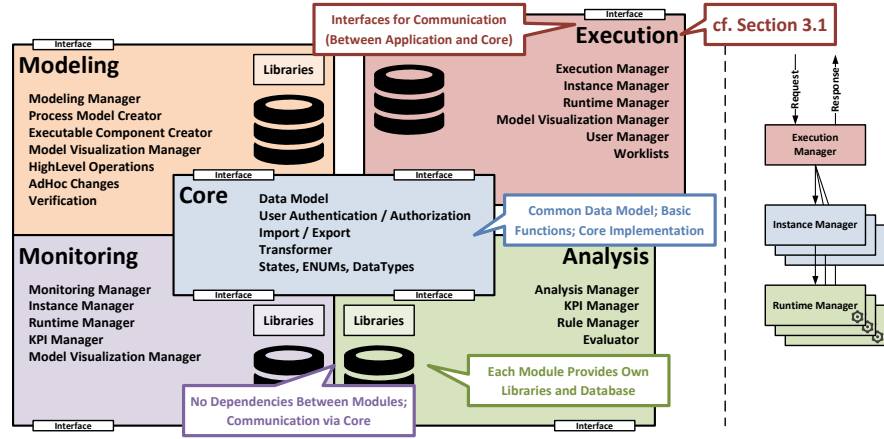 Interface
Modeling
Libraries
Modeling Manager
Process Model Creator
Executable Component Creator
Model Visualization Manager
HighLevel Operations
AdHoc Changes
Verification
Interfaces for Communication
(Between Application and Core)
Interface
Execution
cf. Section 3.1
Execution Manager
Instance Manager
Runtime Manager
Model Visualization Manager
User Manager
Worklists
Interface
Interface
Core
Data Model
User Authentication / Authorization
Import / Export
Transformer
States, ENUMs, DataTypes
Common Data Model; Basic
Functions; Core Implementation
Interface
Interface
Monitoring
Monitoring Manager
Instance Manager
Runtime Manager
KPI Manager
Model Visualization Manager
Libraries
Libraries
Analysis
Analysis Manager
KPI Manager
Rule Manager
Evaluator
No Dependencies Between Modules;
Communication via Core
Each Module Provides Own
Libraries and Database
Interface
Interface
Request
Response
Execution
Manager
Instance Manager
Runtime Manager